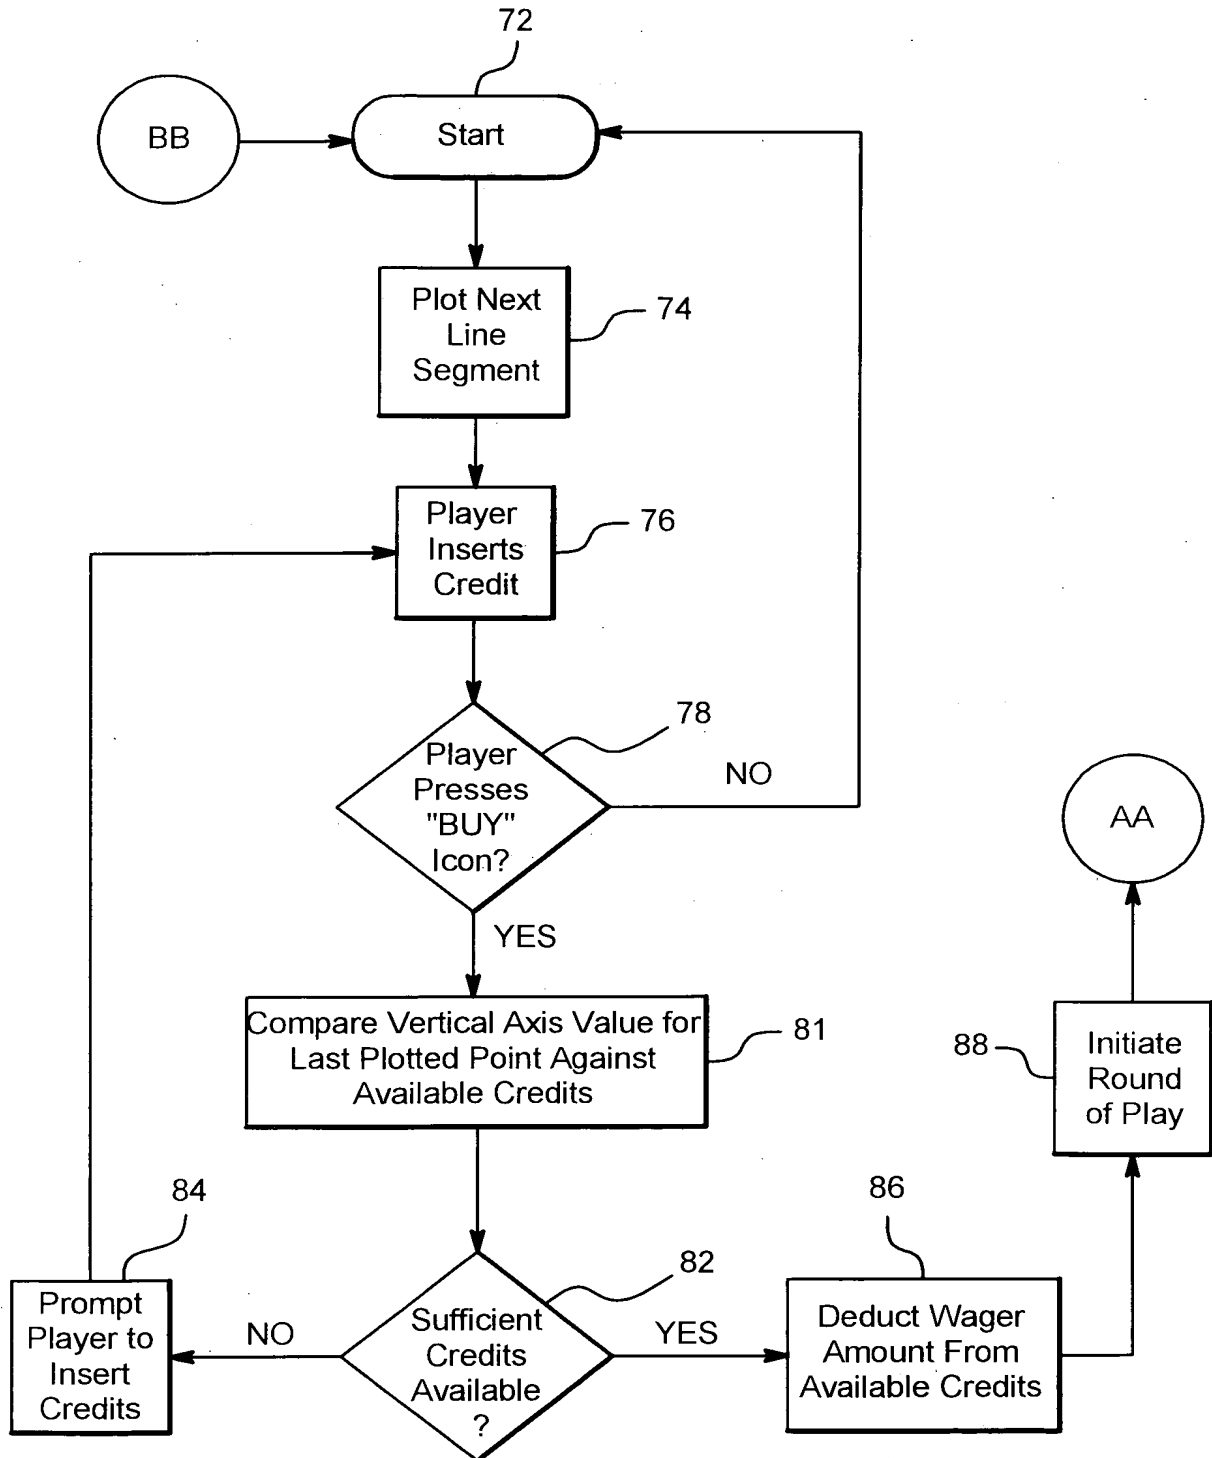 72
BB
Start
Plot Next
Line
Segment
74
Player
Inserts
Credit
76
78
Player
Presses
"BUY"
Icon?
NO
AA
YES
Compare Vertical Axis Value for
Last Plotted Point Against
Available Credits
81
88
Initiate
Round
of Play
84
86
82
Prompt
Player to
Insert
Credits
NO
Sufficient
Credits
Available
?
YES
Deduct Wager
Amount From
Available Credits